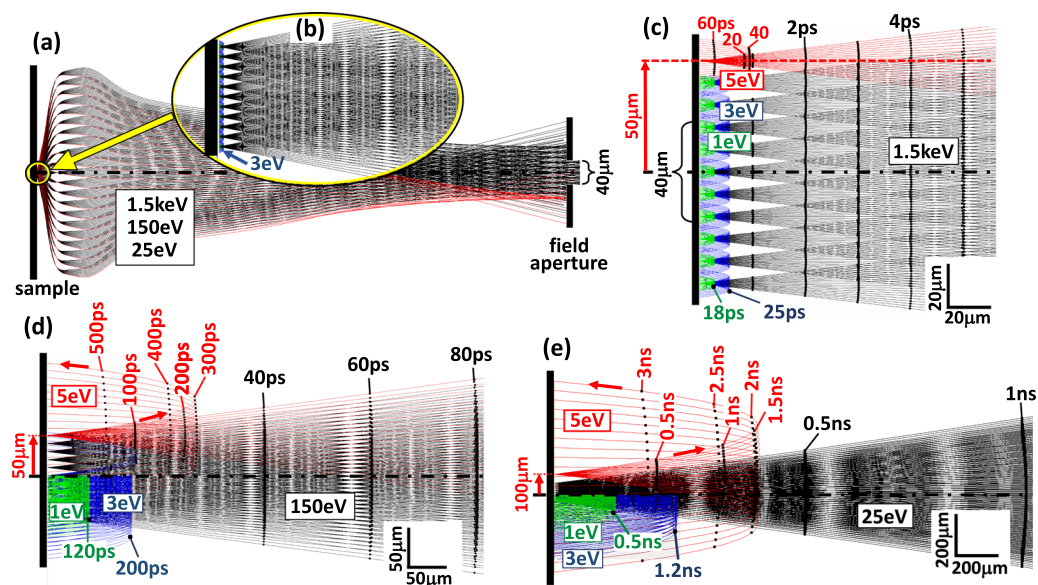 (a)
(b)
3eV
1.5keV
150eV
25eV
sample
40μm
field
aperture
(c)
60ps
20
40
2ps
4ps
5eV
3eV
1eV
50μm
40μm
1.5keV
18ps
25ps
20μm
20μm
(d)
500ps
100ps
400ps
200ps
300ps
40ps
60ps
80ps
5eV
50μm
1eV
3eV
150eV
120ps
200ps
50μm
50μm
(e)
3ns
0.5ns
2.5ns
1ns
2ns
1.5ns
0.5ns
1ns
5eV
100μm
1eV
3eV
25eV
0.5ns
1.2ns
200μm
200μm